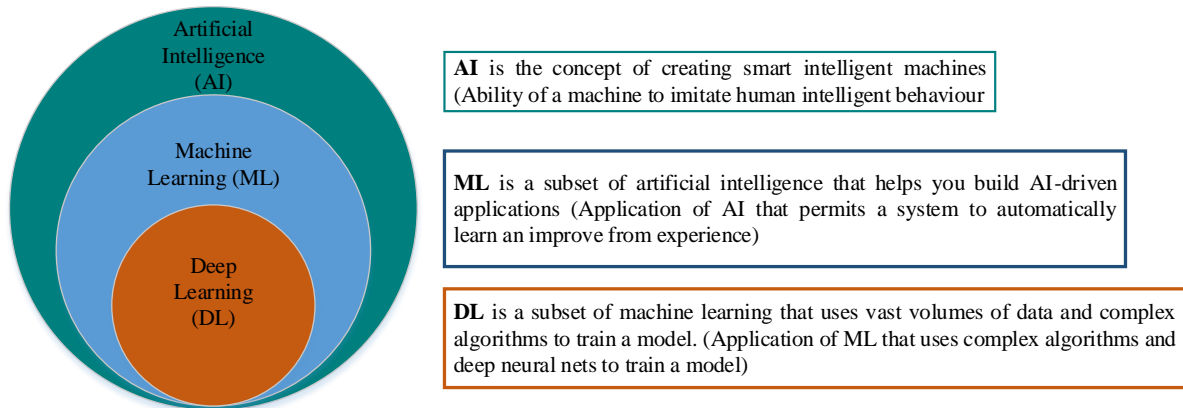 Artificial
Intelligence
(AI)
Machine
Learning (ML)
Deep
Learning
(DL)
AI is the concept of creating smart intelligent machines
(Ability of a machine to imitate human intelligent behaviour
ML is a subset of artificial intelligence that helps you build AI-driven
applications (Application of AI that permits a system to automatically
learn an improve from experience)
DL is a subset of machine learning that uses vast volumes of data and complex
algorithms to train a model. (Application of ML that uses complex algorithms and
deep neural nets to train a model)